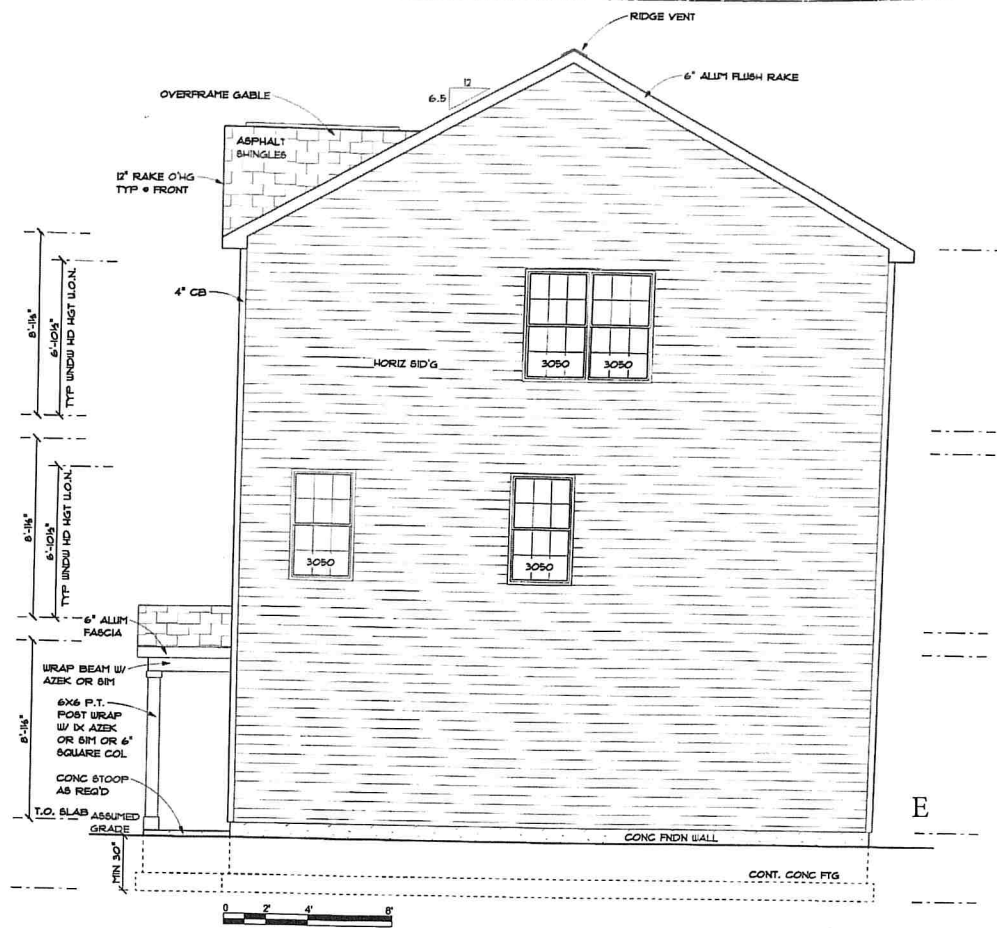 RIDGE VENT
12
6.5
6" ALUM FLUSH RAKE
OVERFRAME GABLE
ASPHALT
SHINGLES
12" RAKE O'HG
TYP @ FRONT
4" CB
8'-1⅛"
6'-10½"
TYP WNDW HD HGT U.O.N.
HORIZ SID'G
3050
3050
8'-1⅛"
6'-10½"
TYP WNDW HD HGT U.O.N.
3050
3050
6" ALUM
FASCIA
WRAP BEAM W/
AZEK OR SIM
8'-1⅛"
6X6 P.T.
POST WRAP
W/ 1X AZEK
OR SIM OR 6"
SQUARE COL
CONC STOOP
AS REQ'D
T.O. SLAB
ASSUMED
GRADE
E
CONC FNDN WALL
MIN 30"
CONT. CONC FTG
0 2' 4' 8'